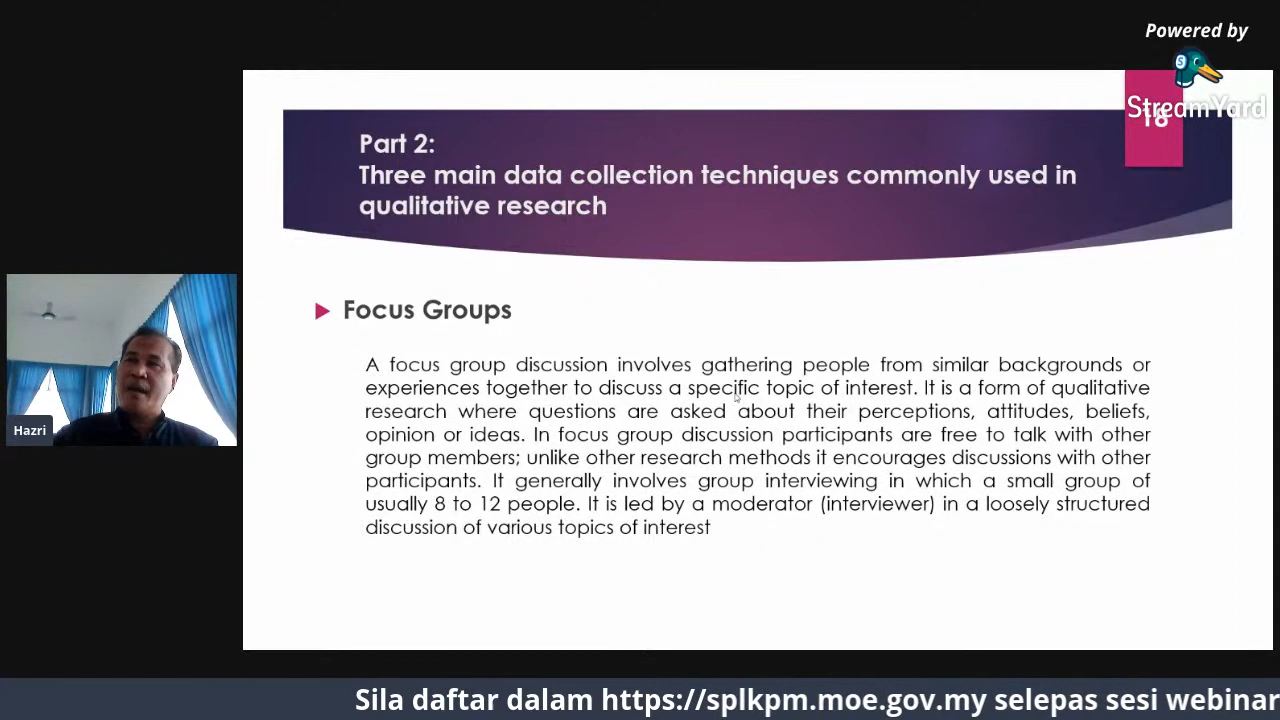 Powered by
StreamYard
18
Part 2:
Three main data collection techniques commonly used in
qualitative research
Focus Groups
A focus group discussion involves gathering people from similar backgrounds or
experiences together to discuss a specific topic of interest. It is a form of qualitative
research where questions are asked about their perceptions, attitudes, beliefs,
opinion or ideas. In focus group discussion participants are free to talk with other
group members; unlike other research methods it encourages discussions with other
participants. It generally involves group interviewing in which a small group of
usually 8 to 12 people. It is led by a moderator (interviewer) in a loosely structured
discussion of various topics of interest
Hazri
Sila daftar dalam https://splkpm.moe.gov.my selepas sesi webinar